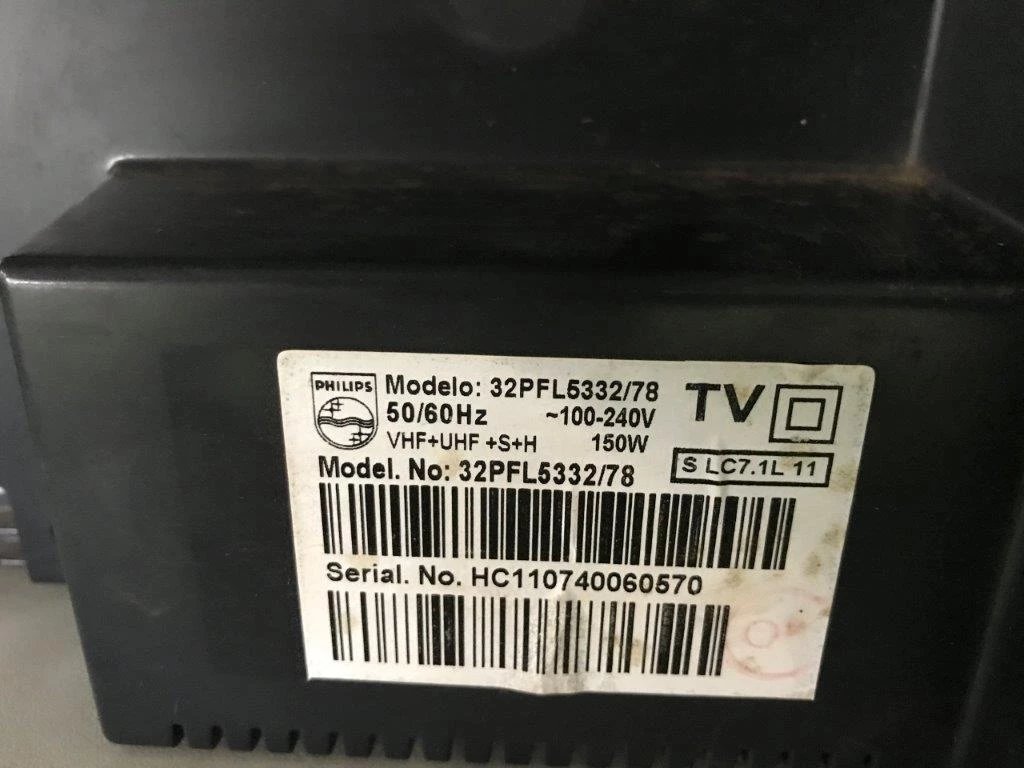 PHILIPS
Modelo: 32PFL5332/78
50/60Hz ~100-240V
VHF+UHF +S+H 150W
TV
S LC7.1L 11
Model. No: 32PFL5332/78
Serial. No. HC110740060570